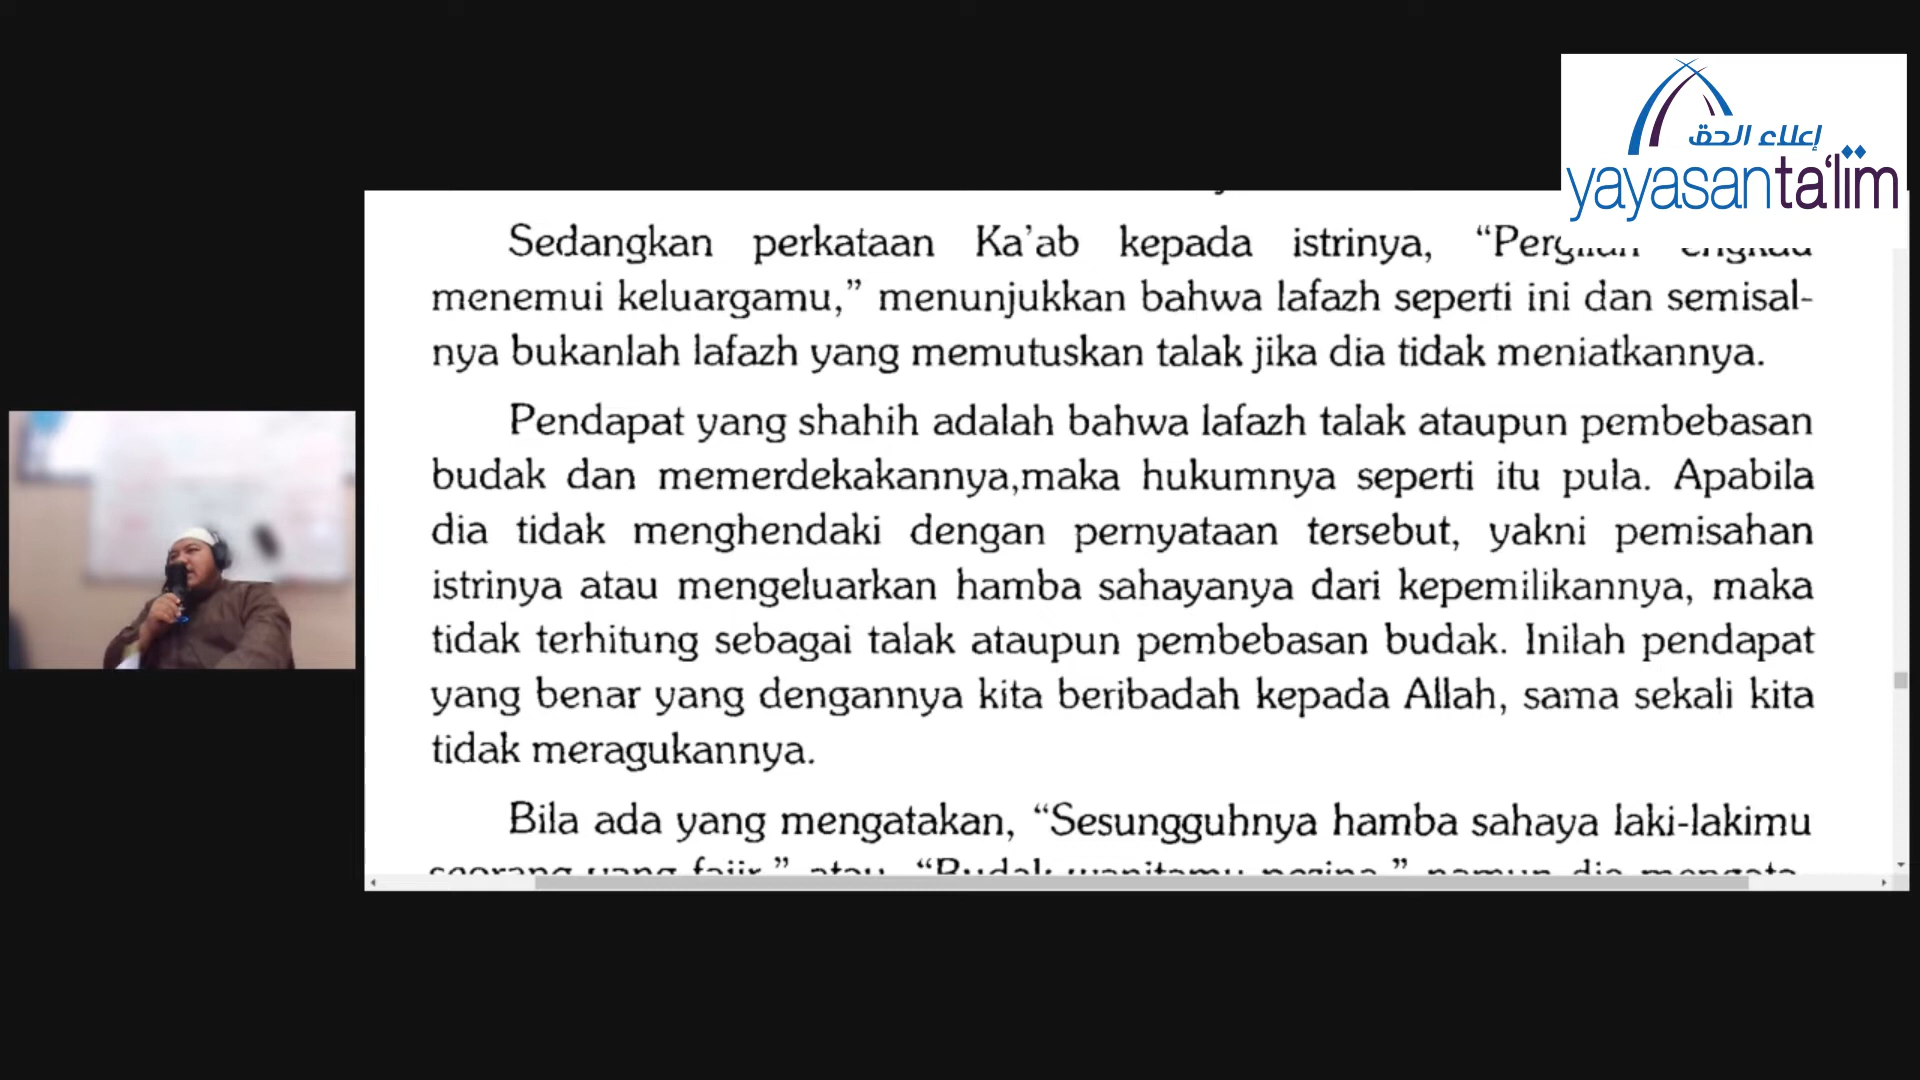 إعلاء الحق
yayasanta'lim
Sedangkan perkataan Ka'ab kepada istrinya,
menemui keluargamu,” menunjukkan bahwa lafazh seperti ini dan semisal-
nya bukanlah lafazh yang memutuskan talak jika dia tidak meniatkannya.
Pendapat yang shahih adalah bahwa lafazh talak ataupun pembebasan
budak dan memerdekakannya,maka hukumnya seperti itu pula. Apabila
dia tidak menghendaki dengan pernyataan tersebut, yakni pemisahan
istrinya atau mengeluarkan hamba sahayanya dari kepemilikannya, maka
tidak terhitung sebagai talak ataupun pembebasan budak. Inilah pendapat
yang benar yang dengannya kita beribadah kepada Allah, sama sekali kita
tidak meragukannya.
Bila ada yang mengatakan, “Sesungguhnya hamba sahaya laki-lakimu